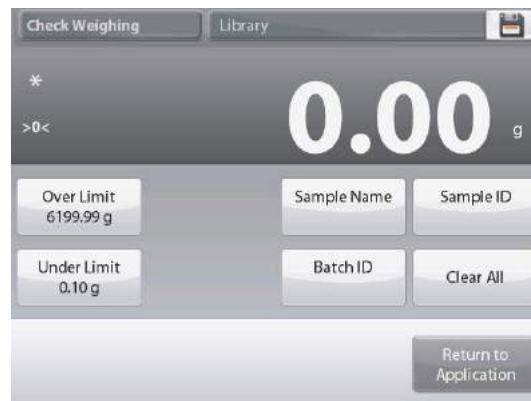 Check Weighing
Library
*
>0<
0.00 g
Over Limit
6199.99 g
Sample Name
Sample ID
Under Limit
0.10 g
Batch ID
Clear All
Return to
Application